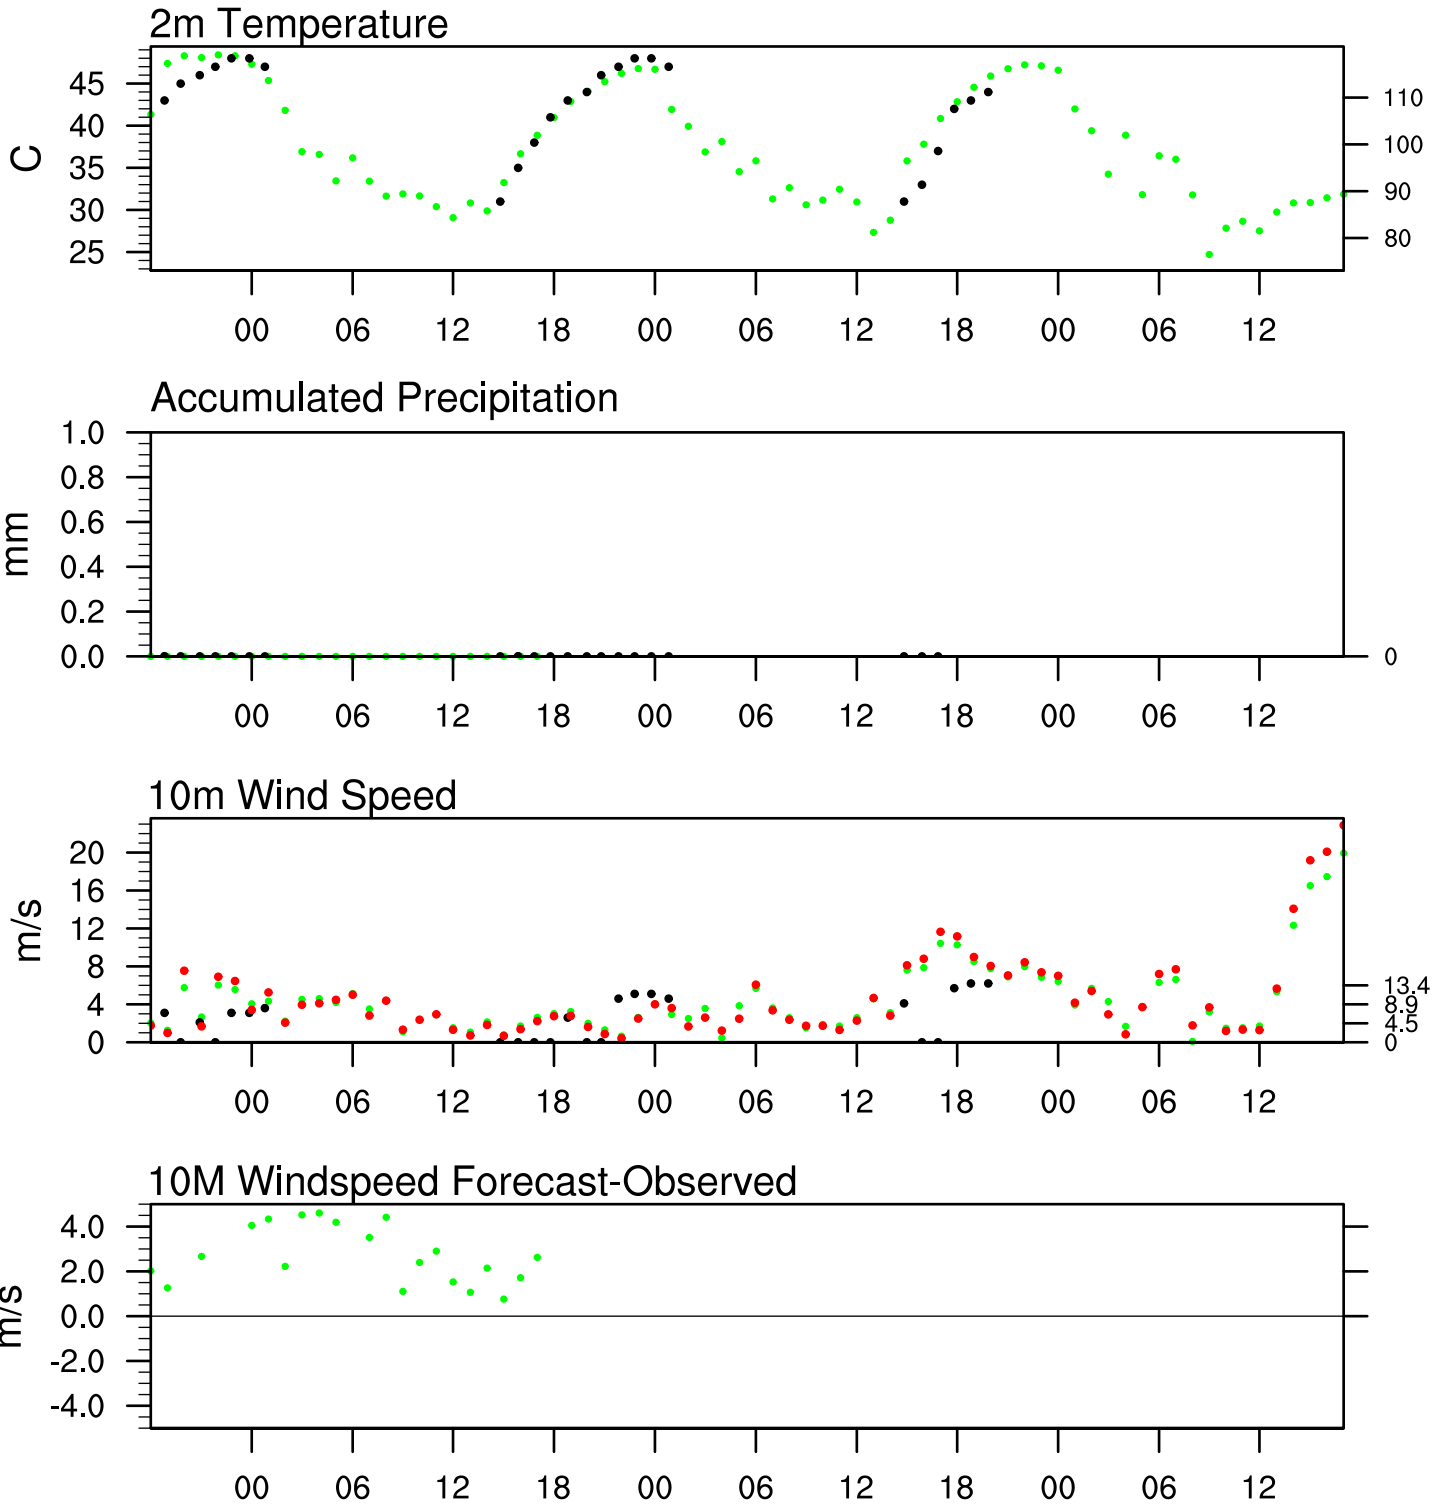 2m Temperature
C
45
40
35
30
25
110
100
90
80
00 06 12 18 00 06 12 18 00 06 12
Accumulated Precipitation
mm
1.0
0.8
0.6
0.4
0.2
0.0
0
00 06 12 18 00 06 12 18 00 06 12
10m Wind Speed
m/s
20
16
12
8
4
0
13.4
8.9
4.5
0
00 06 12 18 00 06 12 18 00 06 12
10M Windspeed Forecast-Observed
m/s
4.0
2.0
0.0
-2.0
-4.0
00 06 12 18 00 06 12 18 00 06 12